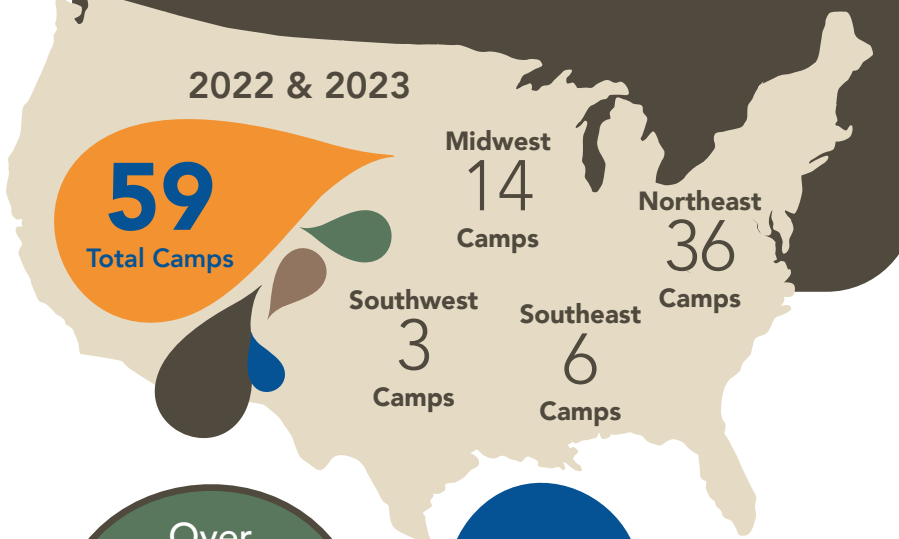 2022 & 2023
59
Total Camps
Midwest
14
Camps
Northeast
36
Camps
Southwest
3
Camps
Southeast
6
Camps
Over